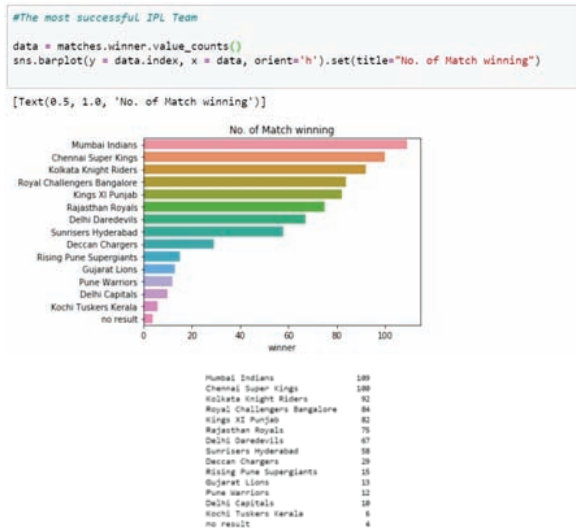 #The most successful IPL Team
data = matches.winner.value_counts()
sns.barplot(y = data.index, x = data, orient='h').set(title="No. of Match winning")
[Text(0.5, 1.0, 'No. of Match winning')]
No. of Match winning
Mumbai Indians
Chennai Super Kings
Kolkata Knight Riders
Royal Challengers Bangalore
Kings XI Punjab
Rajasthan Royals
Delhi Daredevils
Sunrisers Hyderabad
Deccan Chargers
Rising Pune Supergiants
Gujarat Lions
Pune Warriors
Delhi Capitals
Kochi Tuskers Kerala
no result
0 20 40 60 80 100
winner
Mumbai Indians 109
Chennai Super Kings 100
Kolkata Knight Riders 92
Royal Challengers Bangalore 84
Kings XI Punjab 82
Rajasthan Royals 75
Delhi Daredevils 67
Sunrisers Hyderabad 58
Deccan Chargers 29
Rising Pune Supergiants 15
Gujarat Lions 13
Pune Warriors 12
Delhi Capitals 10
Kochi Tuskers Kerala 6
no result 4